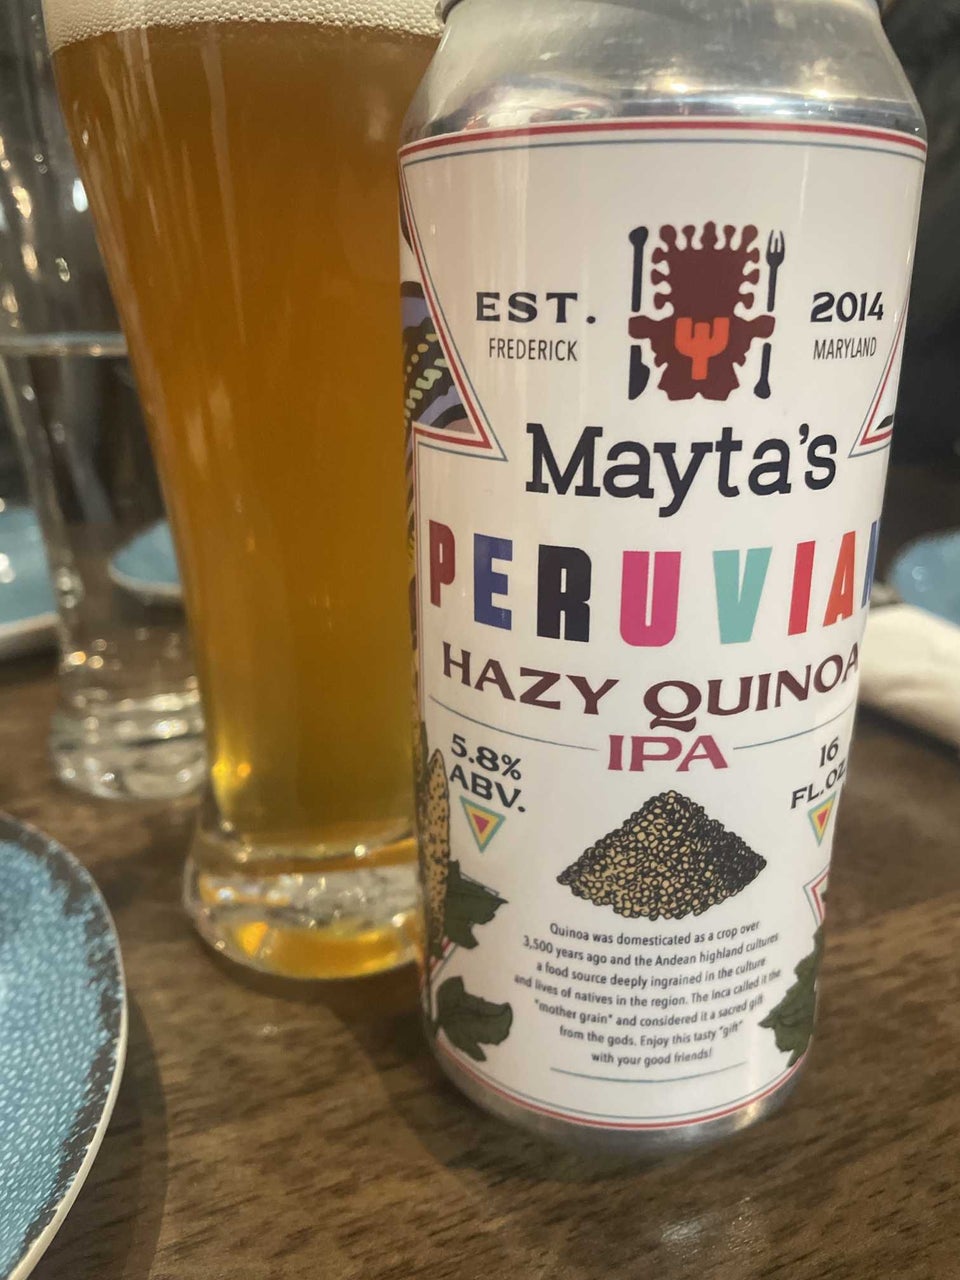 EST. 2014
FREDERICK MARYLAND
Mayta's
PERUVIAN
HAZY QUINOA
IPA
5.8%
ABV.
16
FL.OZ.
Quinoa was domesticated as a crop over
3,500 years ago and the Andean highland cultures
a food source deeply ingrained in the culture
and lives of natives in the region. The Inca called it the
"mother grain" and considered it a sacred gift
from the gods. Enjoy this tasty "gift"
with your good friends!